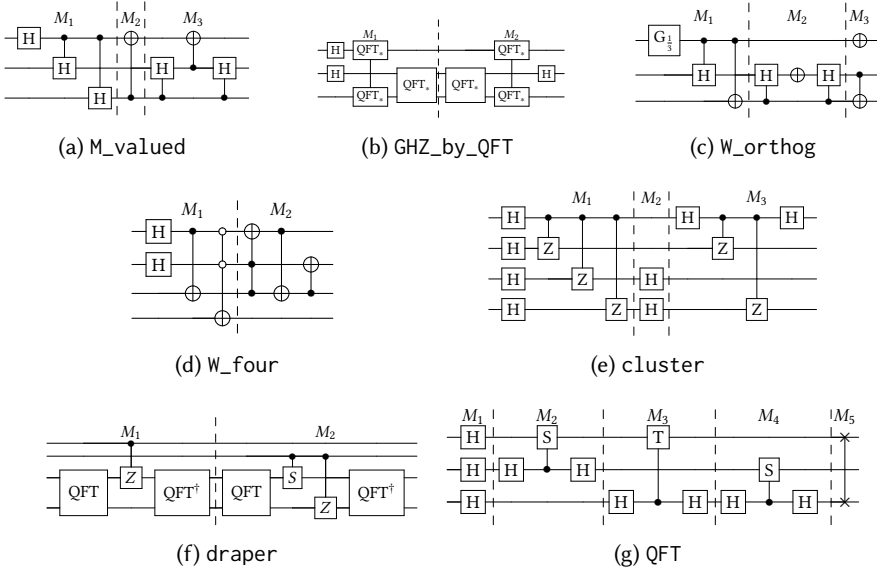 M₁ M₂ M₃
H
H H H
H
(a) M_valued
M₁ M₂
H QFT* QFT*
H QFT* QFT* H
QFT* QFT*
(b) GHZ_by_QFT
M₁ M₂ M₃
G 1/3
H H H
(c) W_orthog
M₁ M₂
H
H
(d) W_four
M₁ M₂ M₃
H H H
H Z Z
H Z H
H Z H Z
(e) cluster
M₁ M₂
QFT Z QFT† QFT S Z QFT†
(f) draper
M₁ M₂ M₃ M₄ M₅
H S T
H H H S
H H H H H
(g) QFT